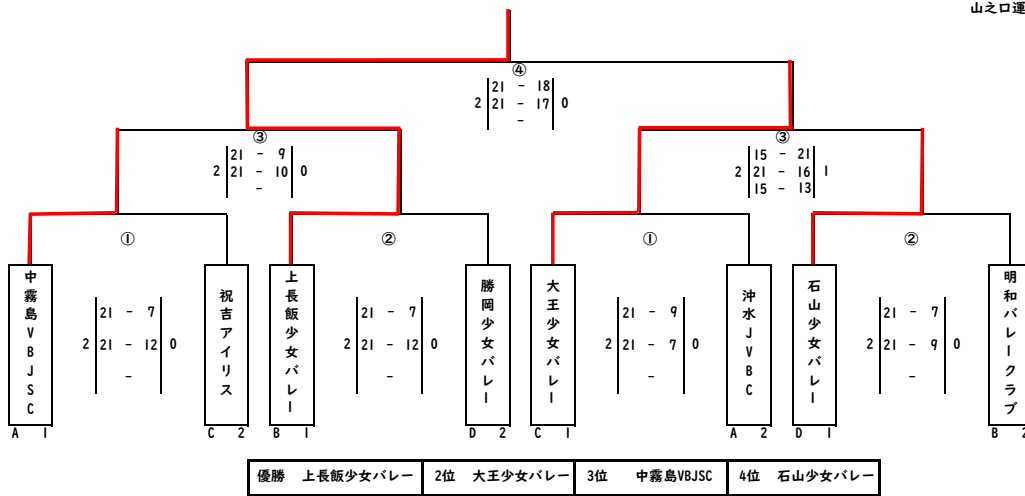 山之口運
④
21 - 18
2 21 - 17 0
-
③
21 - 9
2 21 - 10 0
-
③
15 - 21
2 21 - 16 1
15 - 13
①
②
①
②
中霧島VBJSC
祝吉アイリス
上長飯少女バレー
勝岡少女バレー
大王少女バレー
沖水JVBC
石山少女バレー
明和バレークラブ
21 - 7
2 21 - 12 0
-
21 - 7
2 21 - 12 0
-
21 - 9
2 21 - 7 0
-
21 - 7
2 21 - 9 0
-
A 1
C 2
B 1
D 2
C 1
A 2
D 1
B 2
優勝 上長飯少女バレー 2位 大王少女バレー 3位 中霧島VBJSC 4位 石山少女バレー